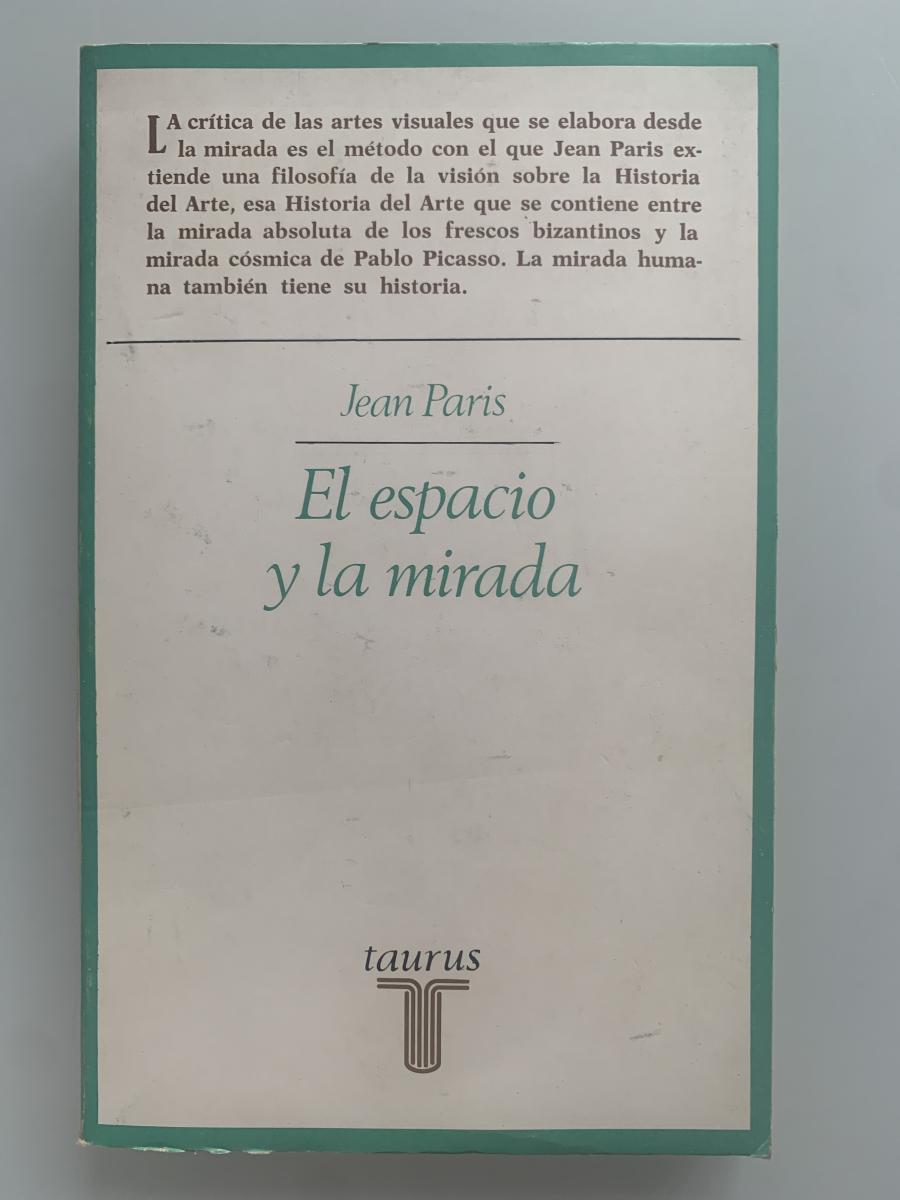 LA crítica de las artes visuales que se elabora desde
la mirada es el método con el que Jean Paris ex-
tiende una filosofía de la visión sobre la Historia
del Arte, esa Historia del Arte que se contiene entre
la mirada absoluta de los frescos bizantinos y la
mirada cósmica de Pablo Picasso. La mirada huma-
na también tiene su historia.
Jean Paris
El espacio
y la mirada
taurus
T